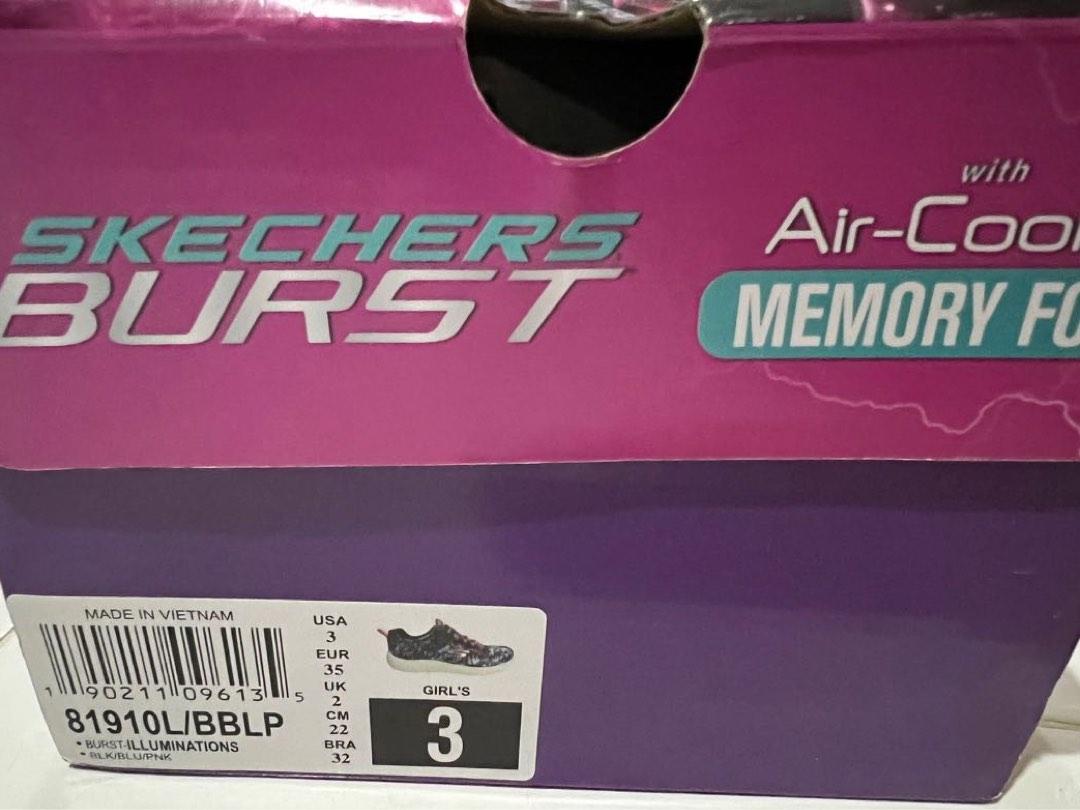 SKECHERS
BURST
with
Air-Cool
MEMORY FO
MADE IN VIETNAM
1 90211 09613 5
81910L/BBLP
• BURST-ILLUMINATIONS
• BLK/BLU/PNK
USA
3
EUR
35
UK
2
CM
22
BRA
32
GIRL'S
3